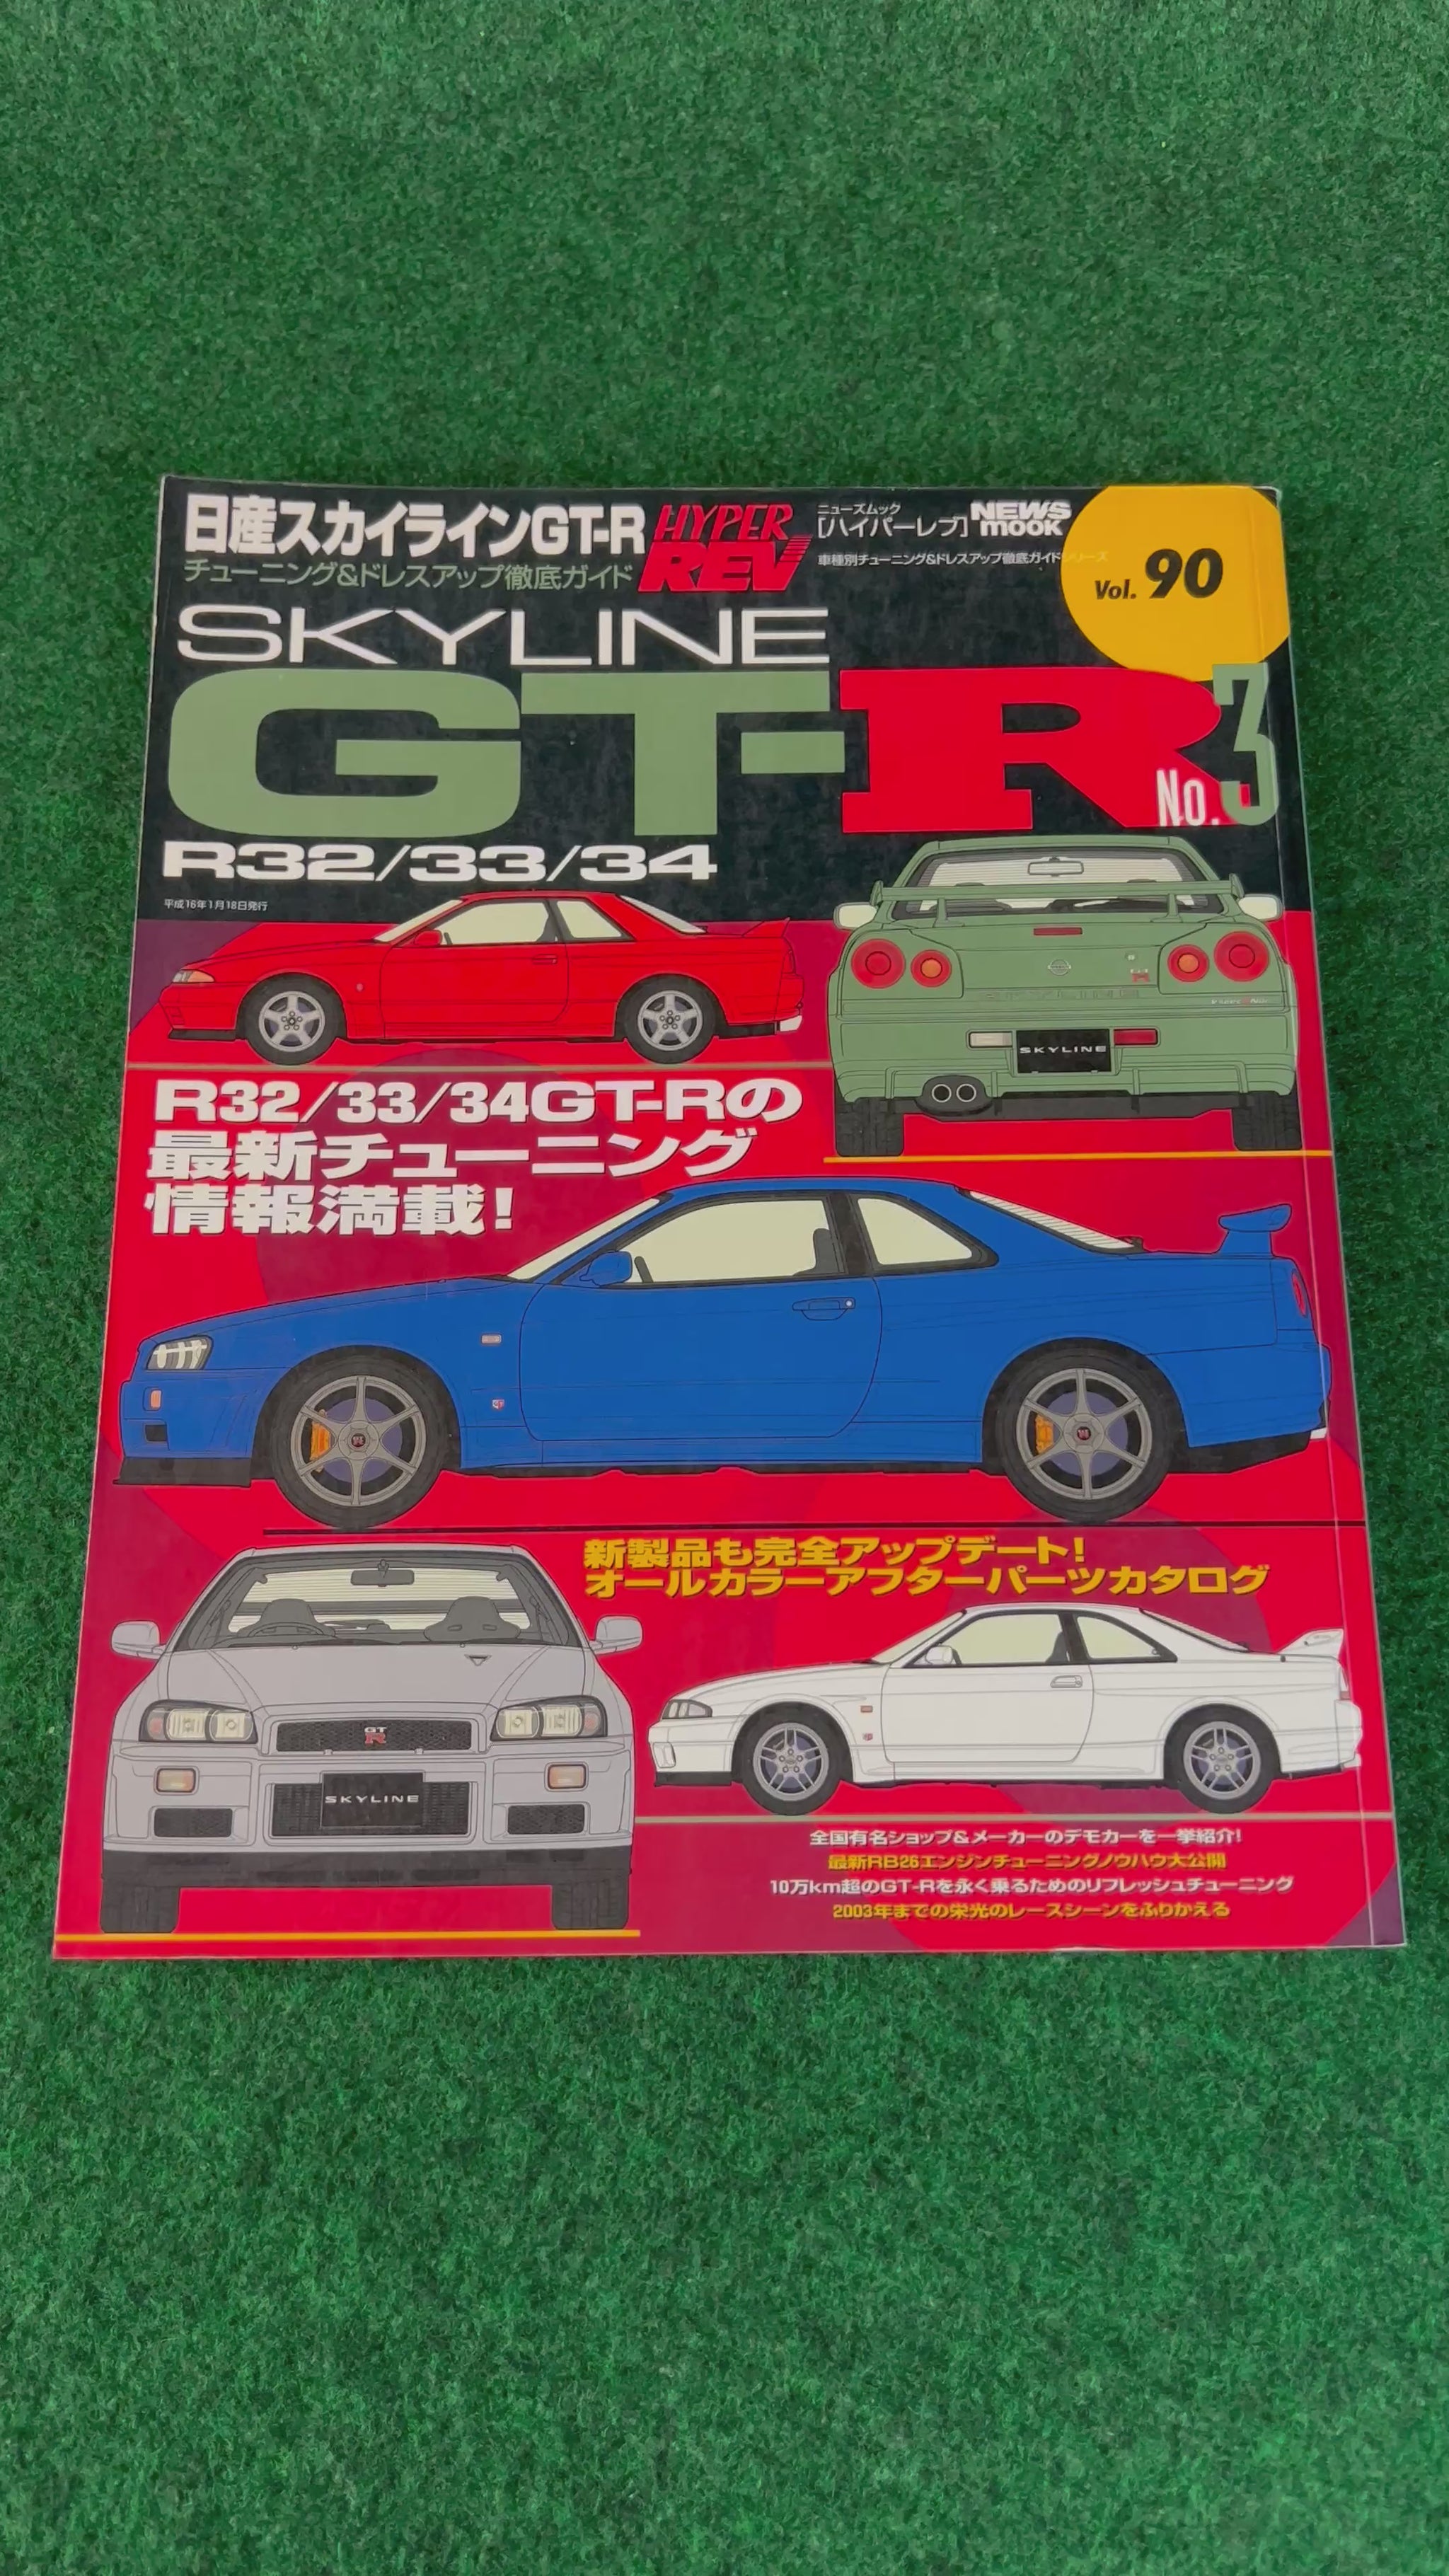 日産スカイラインGT-R
チューニング&ドレスアップ徹底ガイド
HYPER
REV
ニューズムック
[ハイパーレブ]
NEWS
mook
車種別チューニング&ドレスアップ徹底ガイドシリーズ
Vol. 90
SKYLINE
GT-R
No.3
R32/33/34
平成16年1月18日発行
SKYLINE
SKYLINE
R32/33/34GT-Rの
最新チューニング
情報満載!
新製品も完全アップデート!
オールカラーアフターパーツカタログ
GT
R
SKYLINE
全国有名ショップ&メーカーのデモカーを一挙紹介!
最新RB26エンジンチューニングノウハウ大公開
10万km超のGT-Rを永く乗るためのリフレッシュチューニング
2003年までの栄光のレースシーンをふりかえる